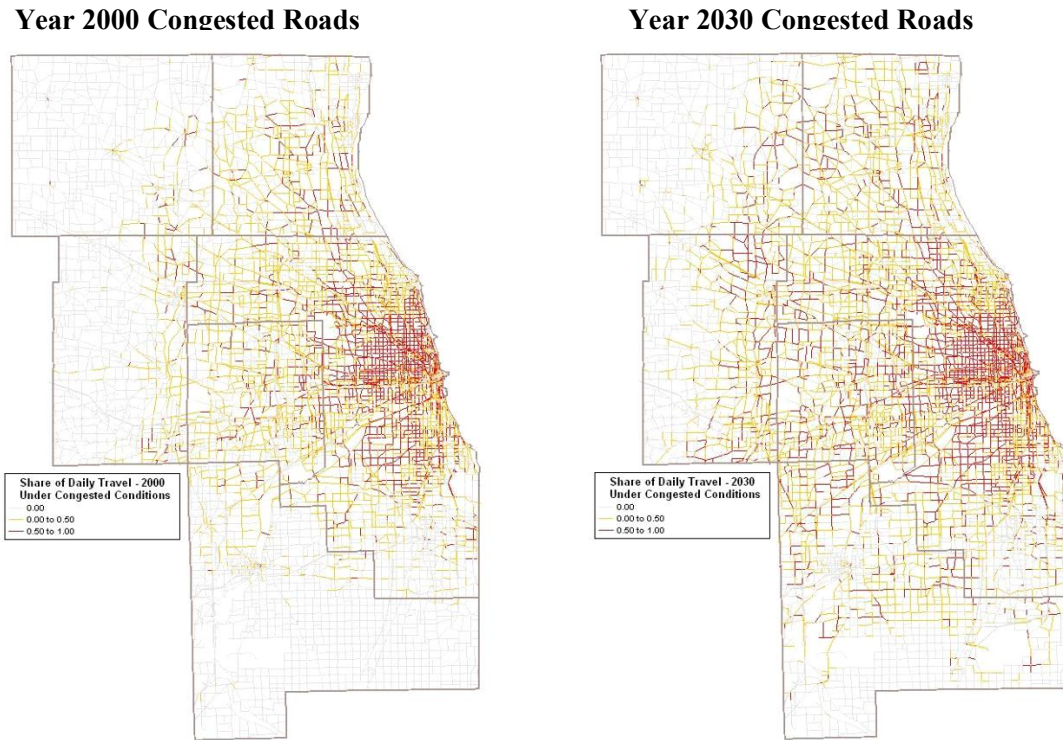 Year 2000 Congested Roads
Year 2030 Congested Roads
Share of Daily Travel - 2000
Under Congested Conditions
0.00
0.00 to 0.50
0.50 to 1.00
Share of Daily Travel - 2030
Under Congested Conditions
0.00
0.00 to 0.50
0.50 to 1.00